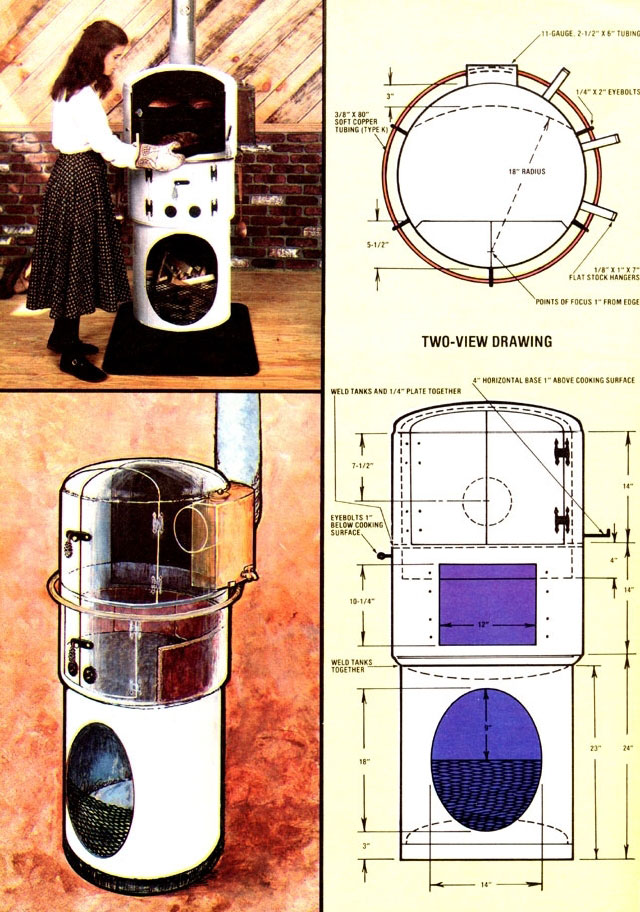 11-GAUGE, 2-1/2" X 6" TUBING
3"
1/4" X 2" EYEBOLTS
3/8" X 80"
SOFT COPPER
TUBING (TYPE K)
18" RADIUS
5-1/2"
1/8" X 1" X 7"
FLAT STOCK HANGERS
POINTS OF FOCUS 1" FROM EDGE
TWO-VIEW DRAWING
4" HORIZONTAL BASE 1" ABOVE COOKING SURFACE
WELD TANKS AND 1/4" PLATE TOGETHER
7-1/2"
14"
EYEBOLTS 1"
BELOW COOKING
SURFACE
4"
14"
10-1/4"
12"
WELD TANKS
TOGETHER
9"
18"
23"
24"
3"
14"